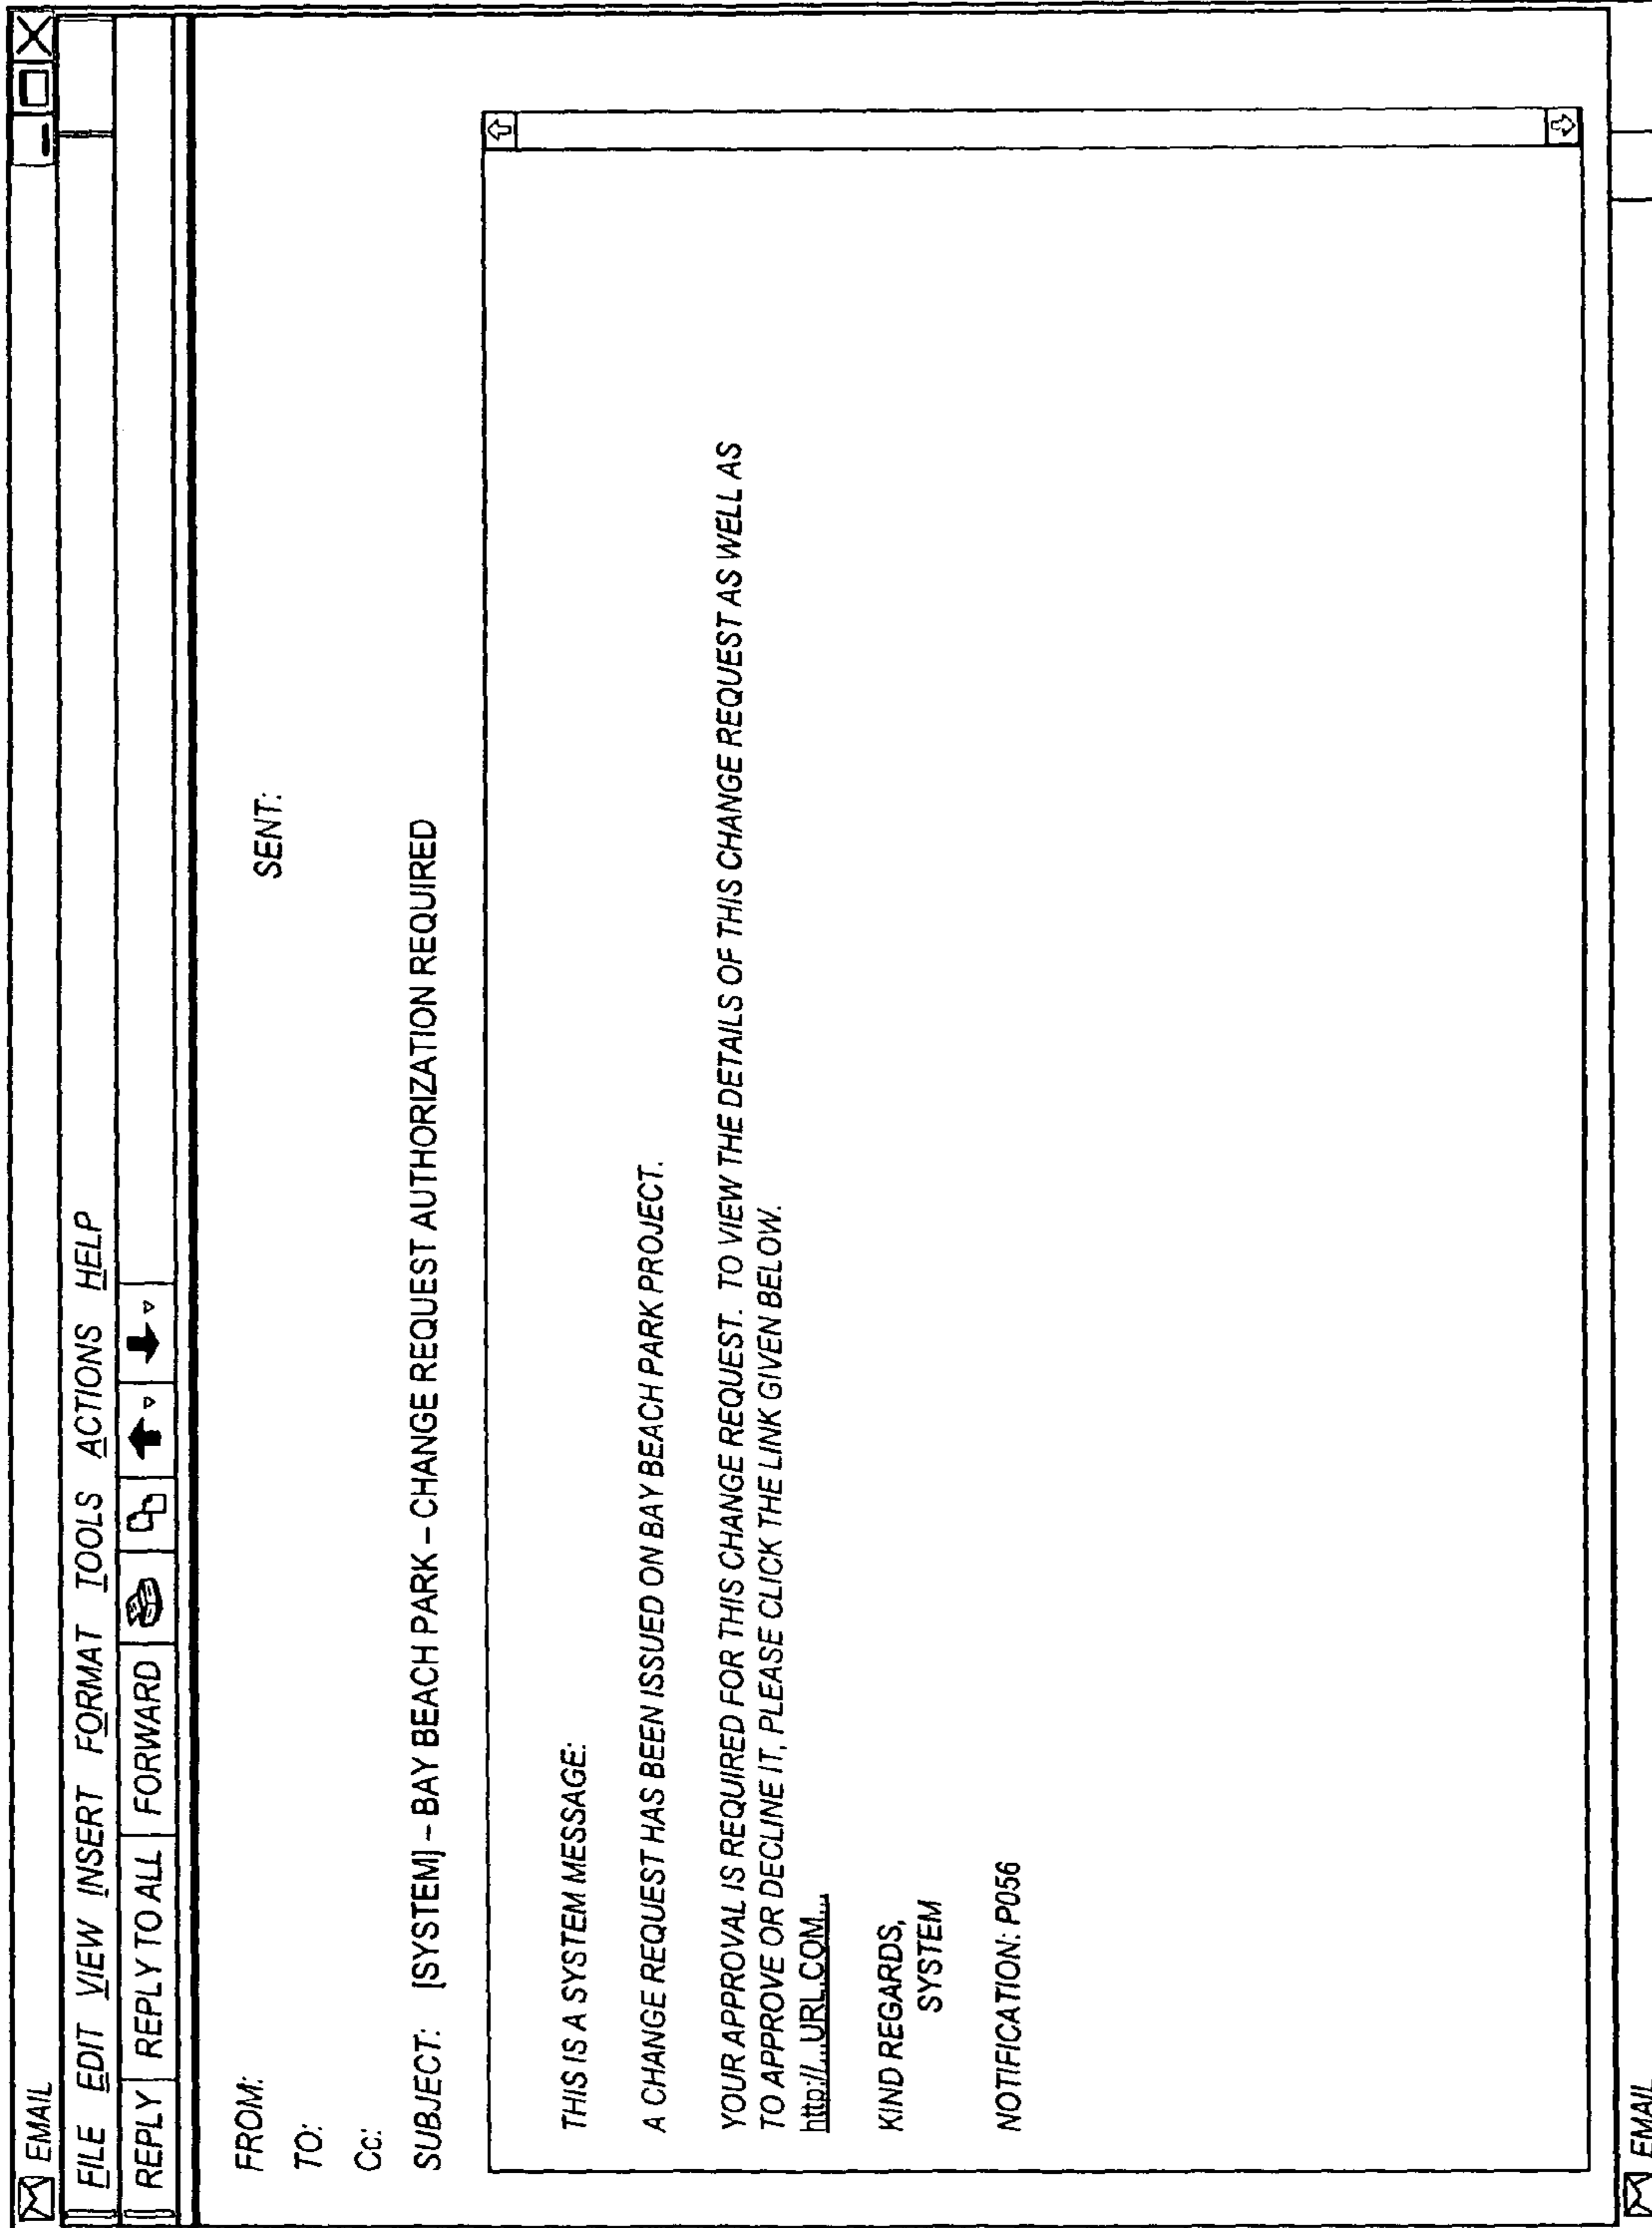 EMAIL
FILE EDIT VIEW INSERT FORMAT TOOLS ACTIONS HELP
REPLY REPLY TO ALL FORWARD
FROM: SENT:
TO:
Cc:
SUBJECT: [SYSTEM] – BAY BEACH PARK – CHANGE REQUEST AUTHORIZATION REQUIRED
THIS IS A SYSTEM MESSAGE:
A CHANGE REQUEST HAS BEEN ISSUED ON BAY BEACH PARK PROJECT.
YOUR APPROVAL IS REQUIRED FOR THIS CHANGE REQUEST. TO VIEW THE DETAILS OF THIS CHANGE REQUEST AS WELL AS
TO APPROVE OR DECLINE IT, PLEASE CLICK THE LINK GIVEN BELOW.
http://...URL.COM...
KIND REGARDS,
SYSTEM
NOTIFICATION: P056
EMAIL